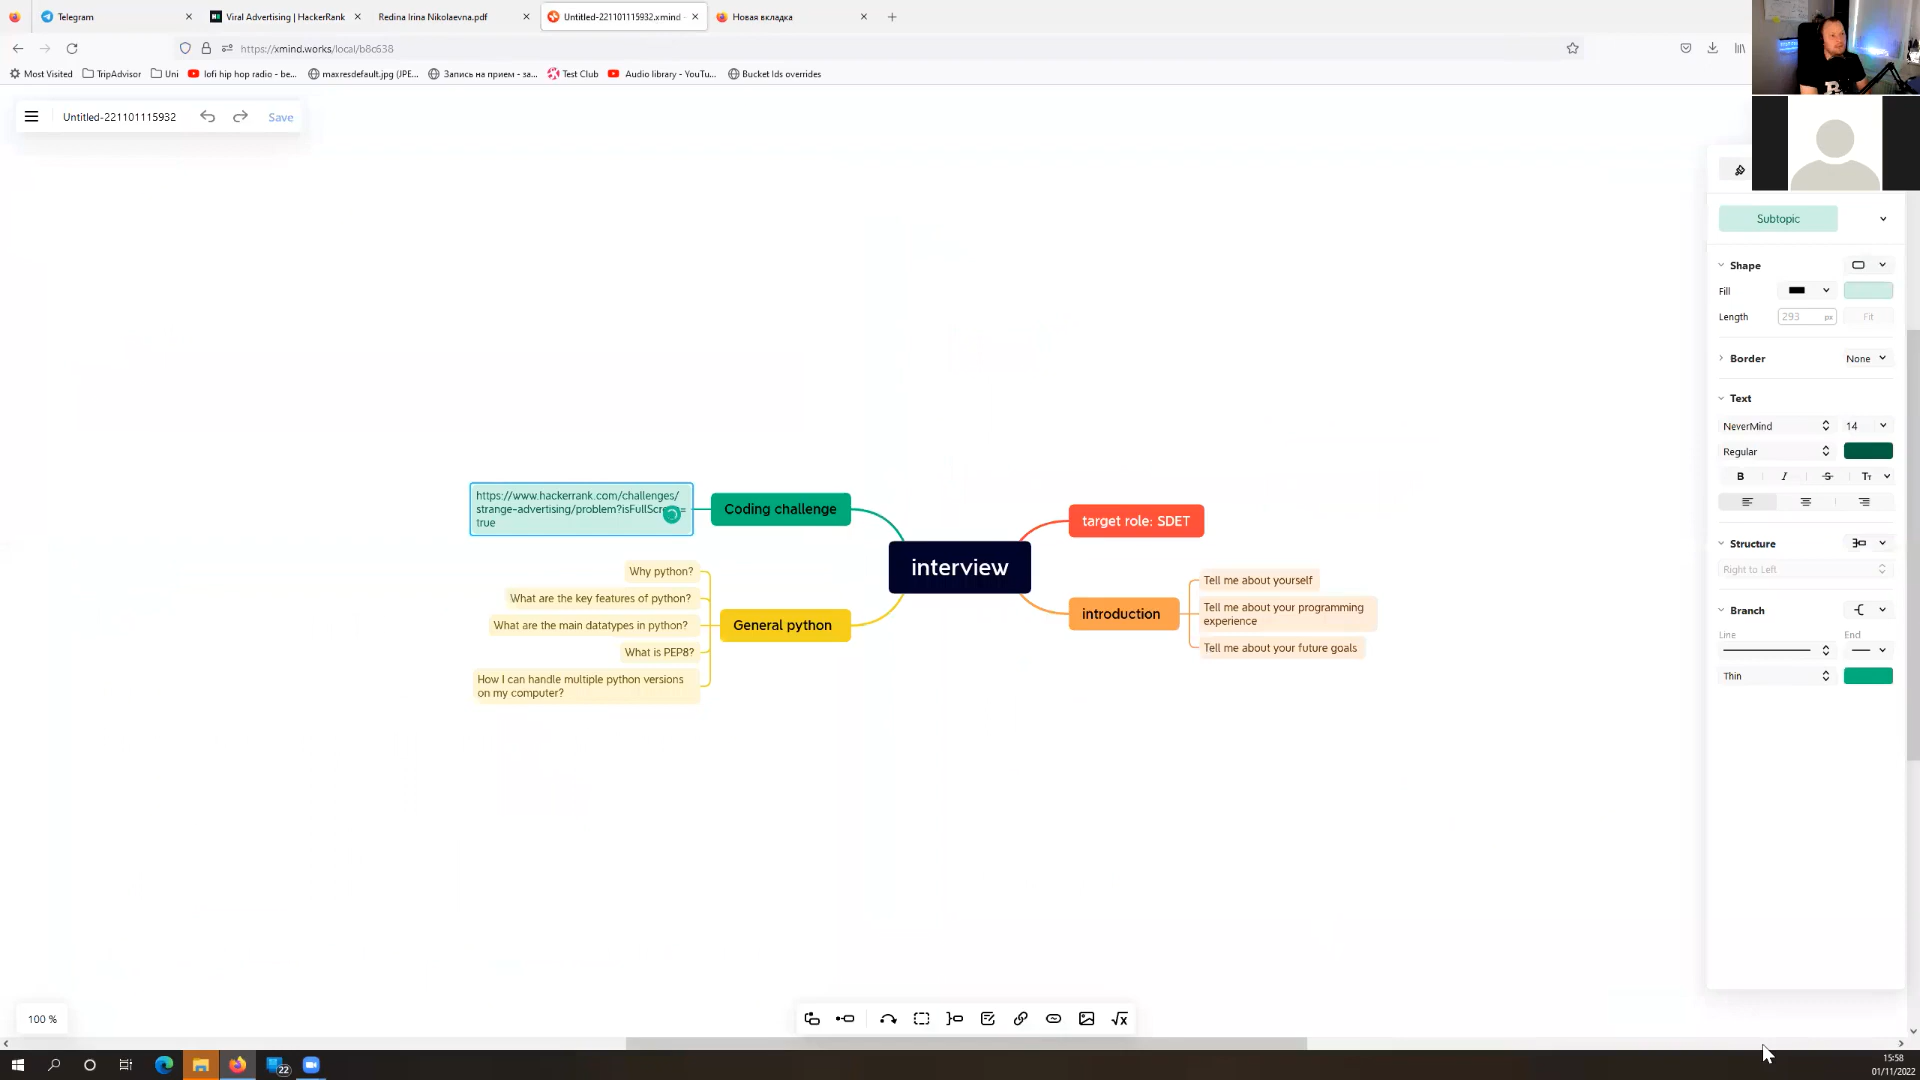 Telegram
Viral Advertising | HackerRank
Redina Irina Nikolaevna.pdf
Untitled-221101115932.xmind -
Новая вкладка
https://xmind.works/local/b8c638
Most Visited
TripAdvisor
Uni
lofi hip hop radio - be...
maxresdefault.jpg (JPE...
Запись на прием - за...
Test Club
Audio library - YouTu...
Bucket Ids overrides
Untitled-221101115932
Save
Subtopic
Shape
Fill
Length
293
px
Fit
Border
None
Text
NeverMind
14
Regular
B
I
S
Tт
Structure
Right to Left
Branch
Line
End
Thin
https://www.hackerrank.com/challenges/
strange-advertising/problem?isFullScre =
true
Coding challenge
interview
target role: SDET
introduction
Tell me about yourself
Tell me about your programming
experience
Tell me about your future goals
General python
Why python?
What are the key features of python?
What are the main datatypes in python?
What is PEP8?
How I can handle multiple python versions
on my computer?
100 %
22
15:58
01/11/2022